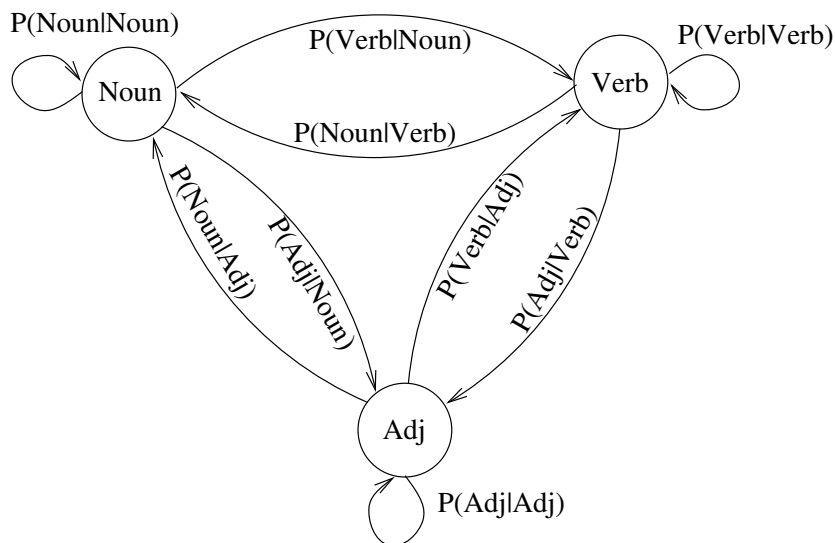 P(Noun|Noun)
P(Verb|Noun)
P(Verb|Verb)
Noun
Verb
P(Noun|Verb)
P(Noun|Adj)
P(Adj|Noun)
P(Verb|Adj)
P(Adj|Verb)
Adj
P(Adj|Adj)